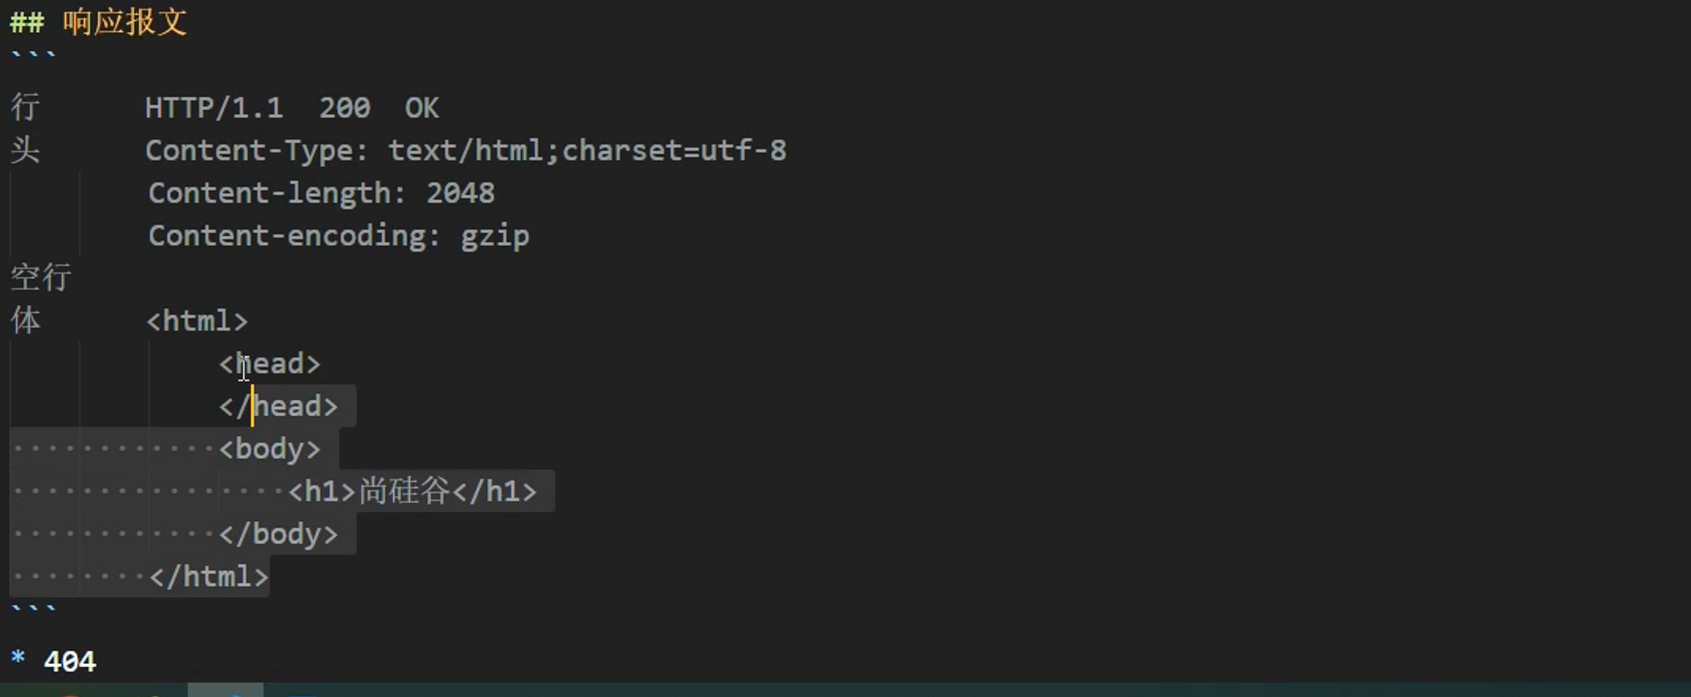 ## 响应报文
```
行 HTTP/1.1 200 OK
头 Content-Type: text/html;charset=utf-8
Content-length: 2048
Content-encoding: gzip
空行
体 <html>
<head>
</head>
<body>
<h1>尚硅谷</h1>
</body>
</html>
```
* 404